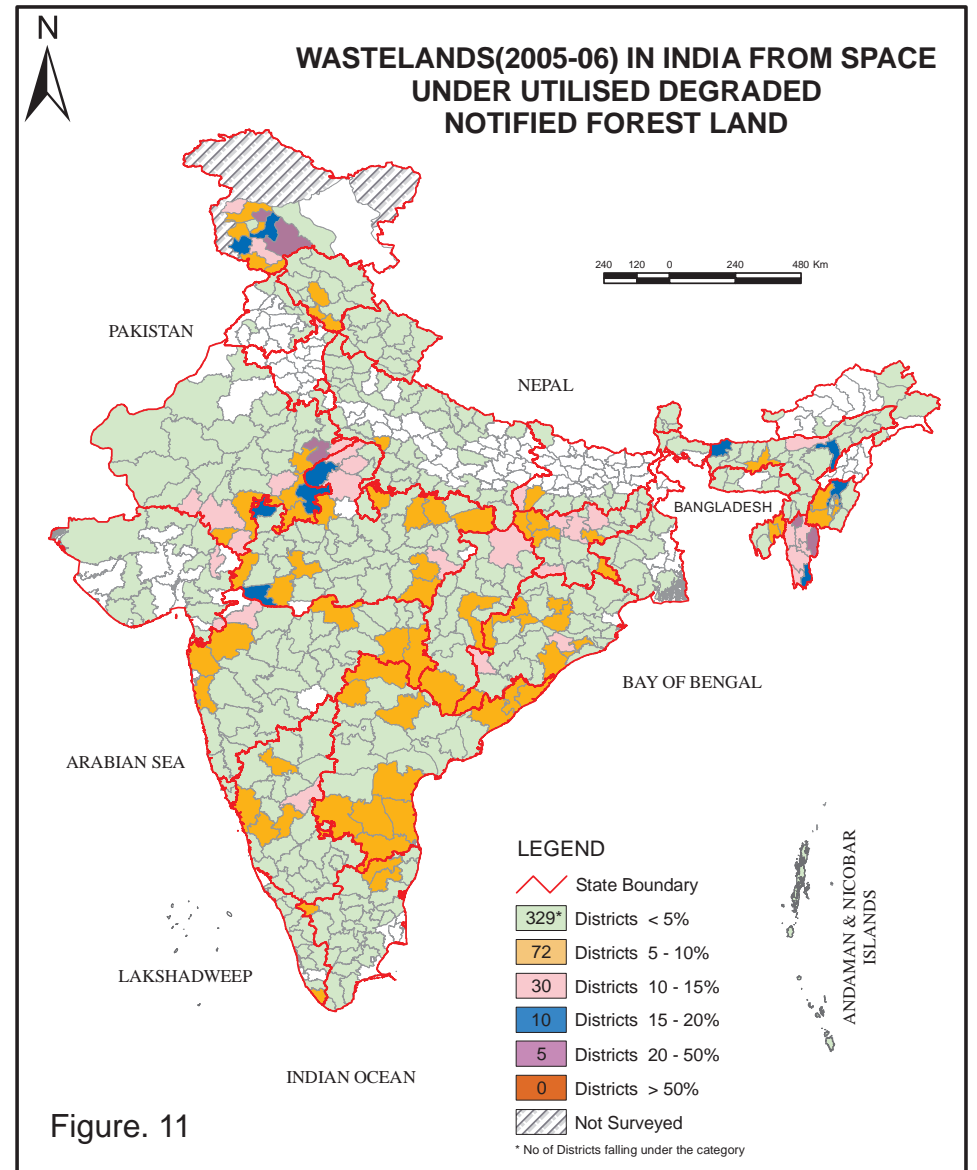 N
WASTELANDS(2005-06) IN INDIA FROM SPACE
UNDER UTILISED DEGRADED
NOTIFIED FOREST LAND
240 120 0 240 480 Km
PAKISTAN
NEPAL
BANGLADESH
BAY OF BENGAL
ARABIAN SEA
LAKSHADWEEP
INDIAN OCEAN
ANDAMAN & NICOBAR
ISLANDS
LEGEND
State Boundary
329* Districts < 5%
72 Districts 5 - 10%
30 Districts 10 - 15%
10 Districts 15 - 20%
5 Districts 20 - 50%
0 Districts > 50%
Not Surveyed
* No of Districts falling under the category
Figure. 11